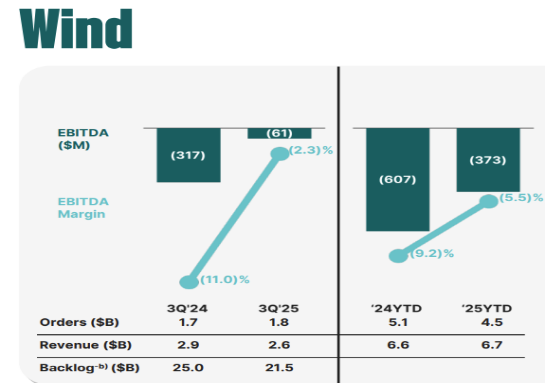 Wind
EBITDA
($M)
(317)
(61)
(2.3)%
(607)
(373)
EBITDA
Margin
(11.0)%
(9.2)%
(5.5)%
3Q'24 3Q'25 '24YTD '25YTD
Orders ($B) 1.7 1.8 5.1 4.5
Revenue ($B) 2.9 2.6 6.6 6.7
Backlog-b) ($B) 25.0 21.5